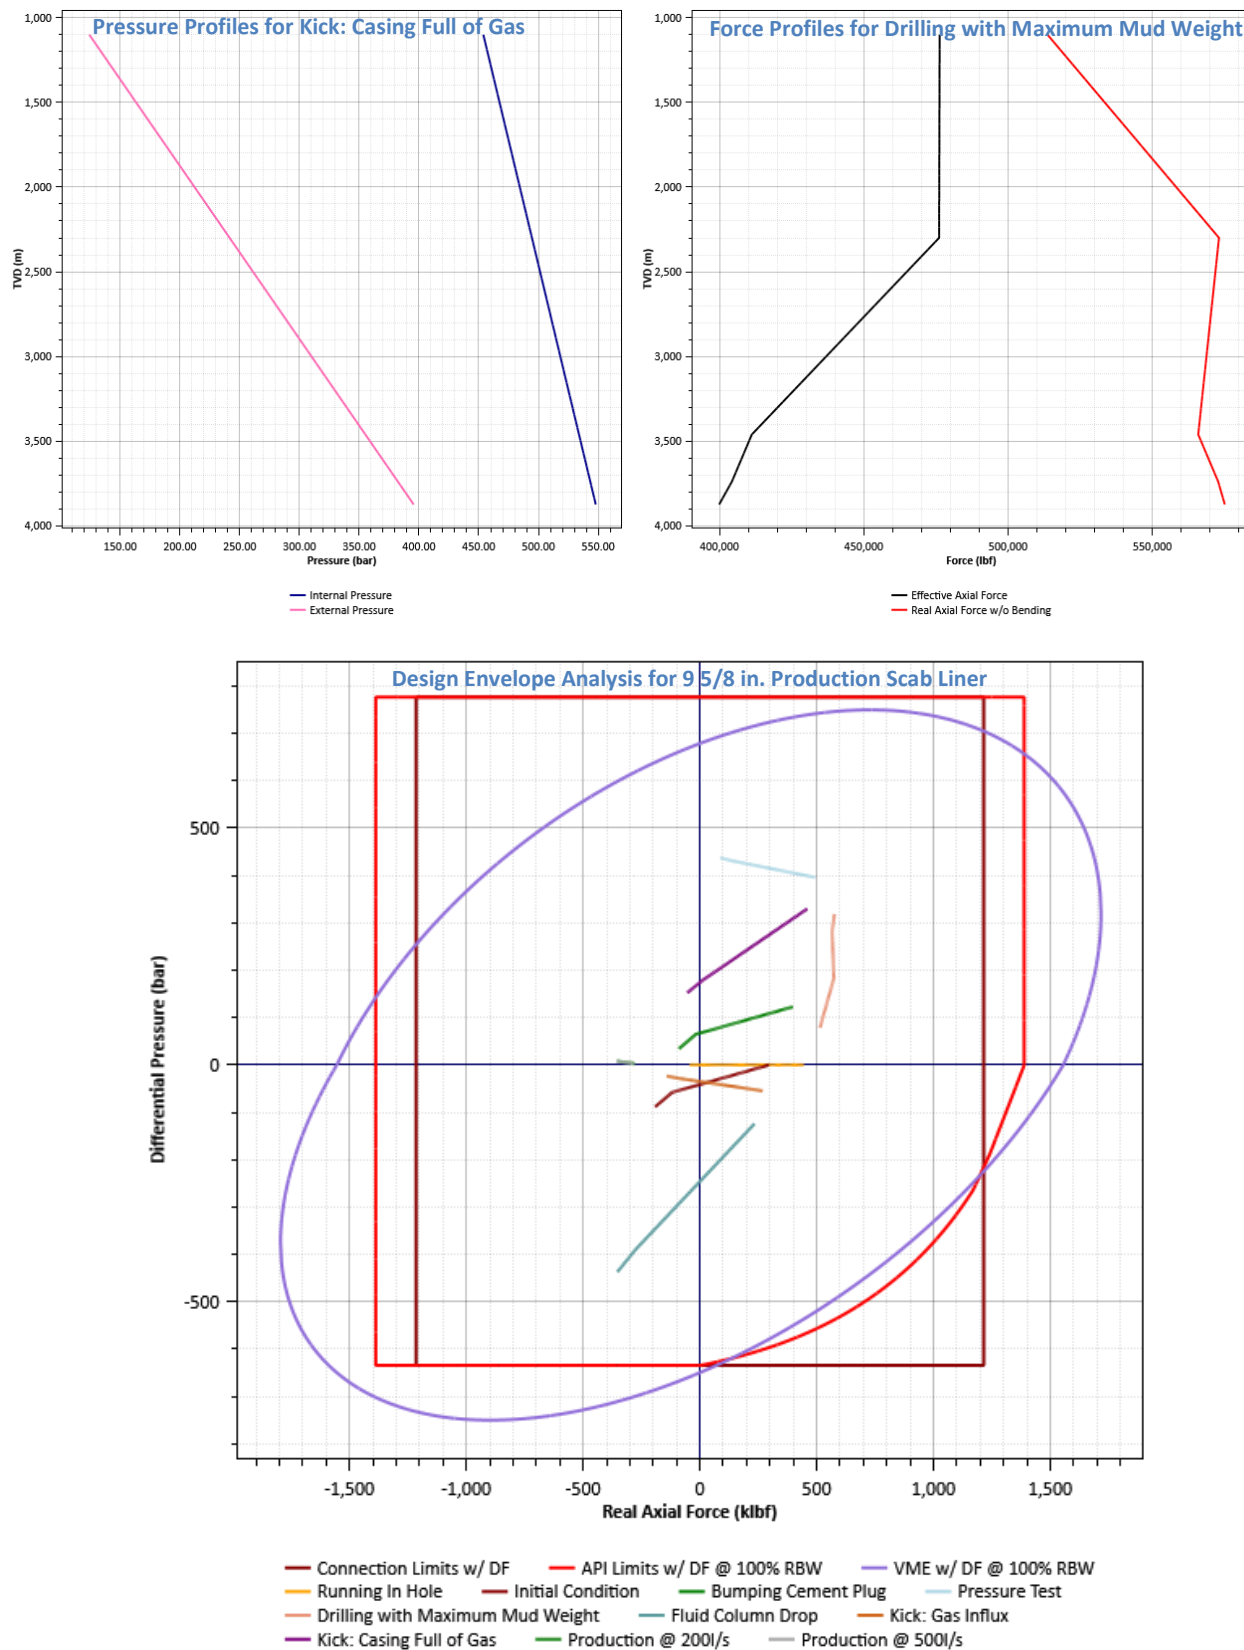 Pressure Profiles for Kick: Casing Full of Gas
1,000
1,500
2,000
2,500
3,000
3,500
4,000
TVD (m)
150.00 200.00 250.00 300.00 350.00 400.00 450.00 500.00 550.00
Pressure (bar)
Internal Pressure
External Pressure
Force Profiles for Drilling with Maximum Mud Weight
1,000
1,500
2,000
2,500
3,000
3,500
4,000
TVD (m)
400,000 450,000 500,000 550,000
Force (lbf)
Effective Axial Force
Real Axial Force w/o Bending
Design Envelope Analysis for 9 5/8 in. Production Scab Liner
500
0
-500
Differential Pressure (bar)
-1,500 -1,000 -500 0 500 1,000 1,500
Real Axial Force (klbf)
Connection Limits w/ DF API Limits w/ DF @ 100% RBW VME w/ DF @ 100% RBW
Running In Hole Initial Condition Bumping Cement Plug Pressure Test
Drilling with Maximum Mud Weight Fluid Column Drop Kick: Gas Influx
Kick: Casing Full of Gas Production @ 200l/s Production @ 500l/s